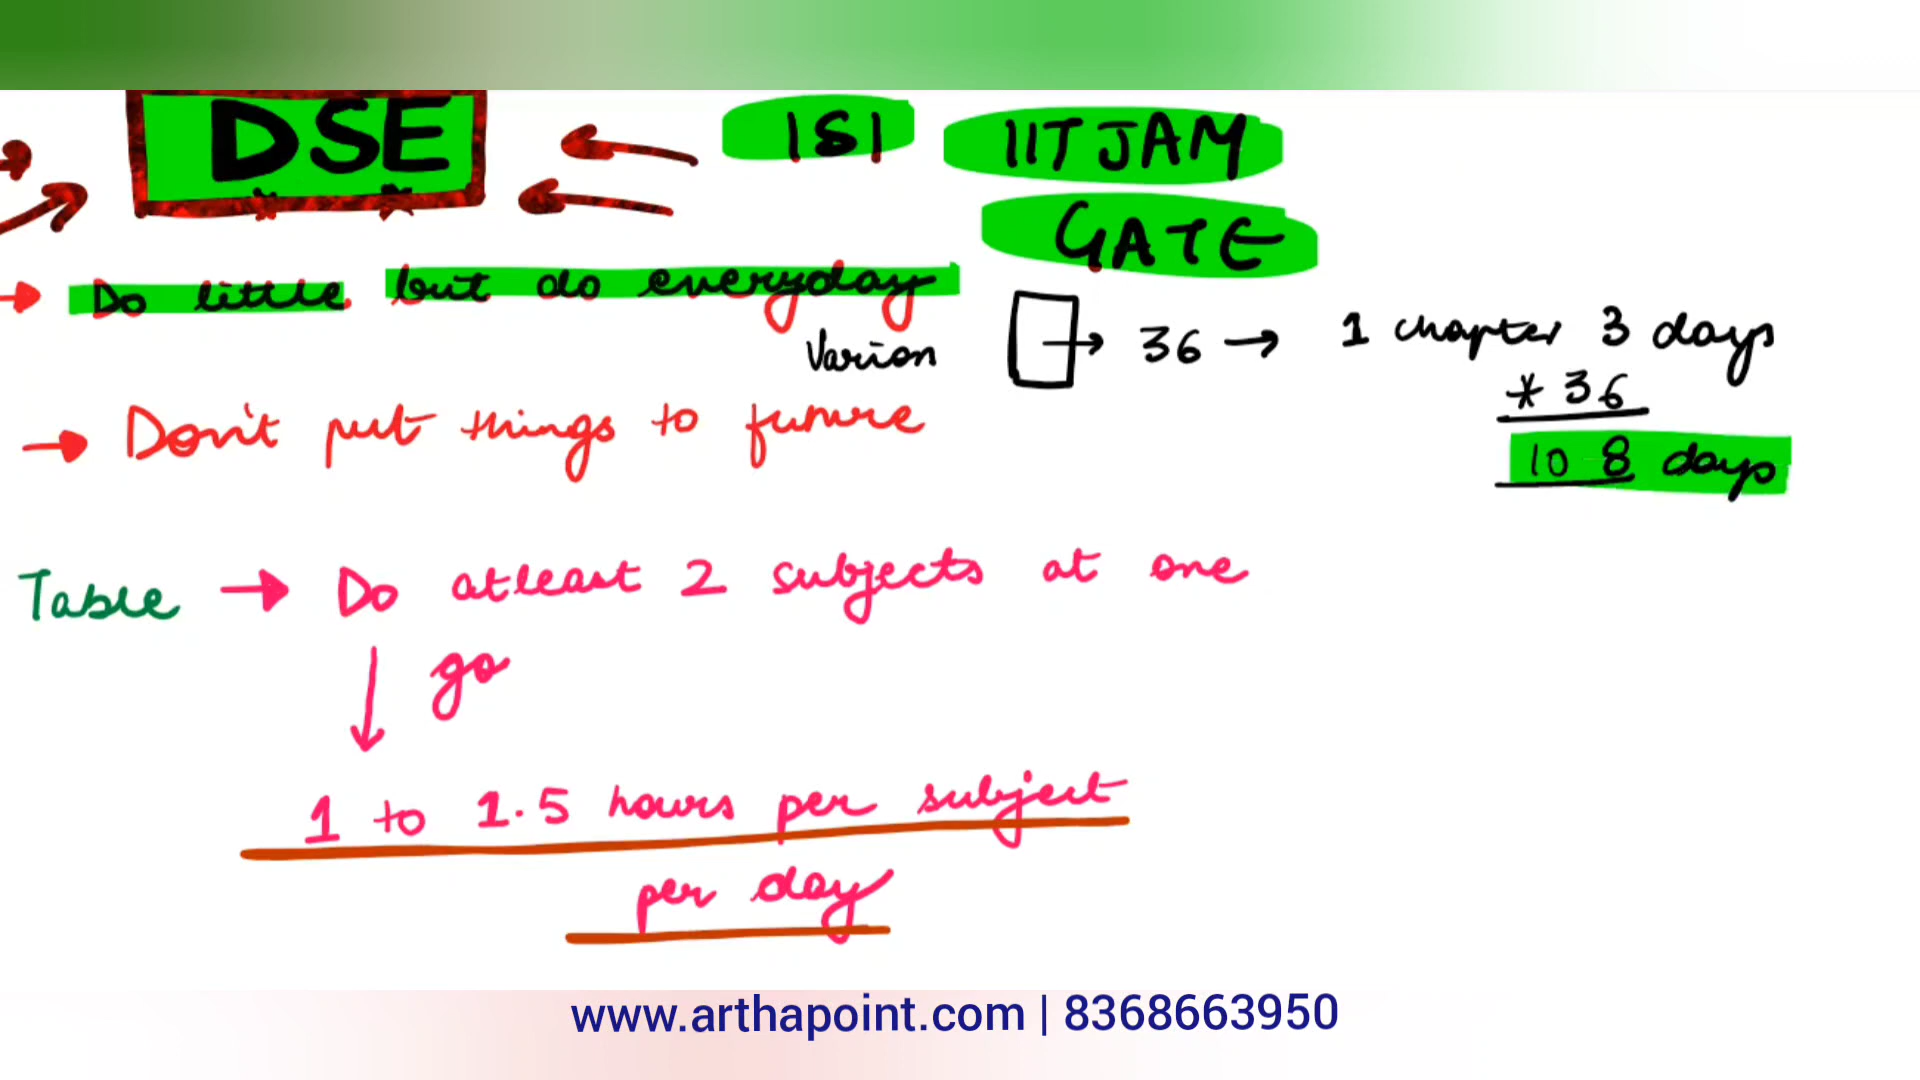 DSE ISI IIT JAM
GATE
Do little but do everyday
Varian 36 → 1 chapter 3 days
* 36
108 days
Don't put things to future
Table → Do atleast 2 subjects at one
go
1 to 1.5 hours per subject
per day
www.arthapoint.com | 8368663950